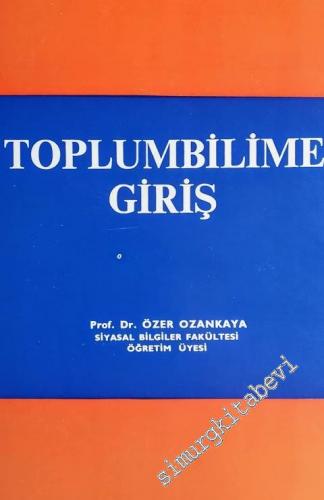 TOPLUMBİLİME
GİRİŞ
Prof. Dr. ÖZER OZANKAYA
SİYASAL BİLGİLER FAKÜLTESİ
ÖĞRETİM ÜYESİ
simurgkitabevi